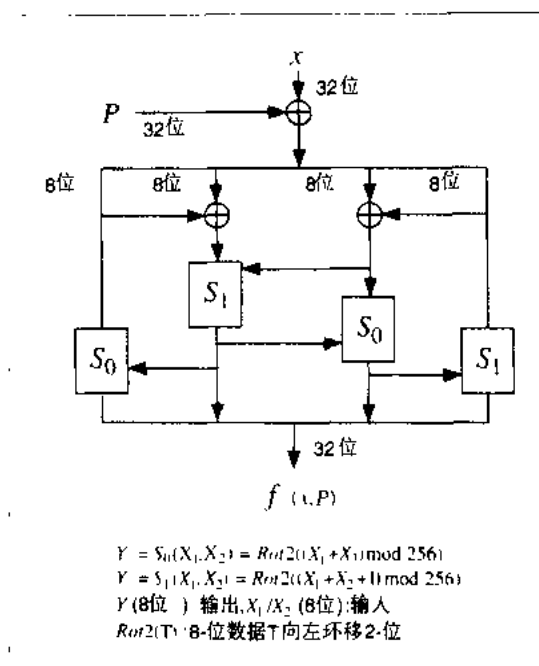 x
32位
P
32位
8位 8位 8位 8位
S₁
S₀
S₀ S₁
32位
f (x,P)
Y = S₀(X₁,X₂) = Rot2((X₁+X₂) mod 256)
Y = S₁(X₁,X₂) = Rot2((X₁+X₂+1) mod 256)
Y (8位 ) 输出,X₁/X₂ (8位):输入
Rot2(T):8-位数据T向左环移2-位